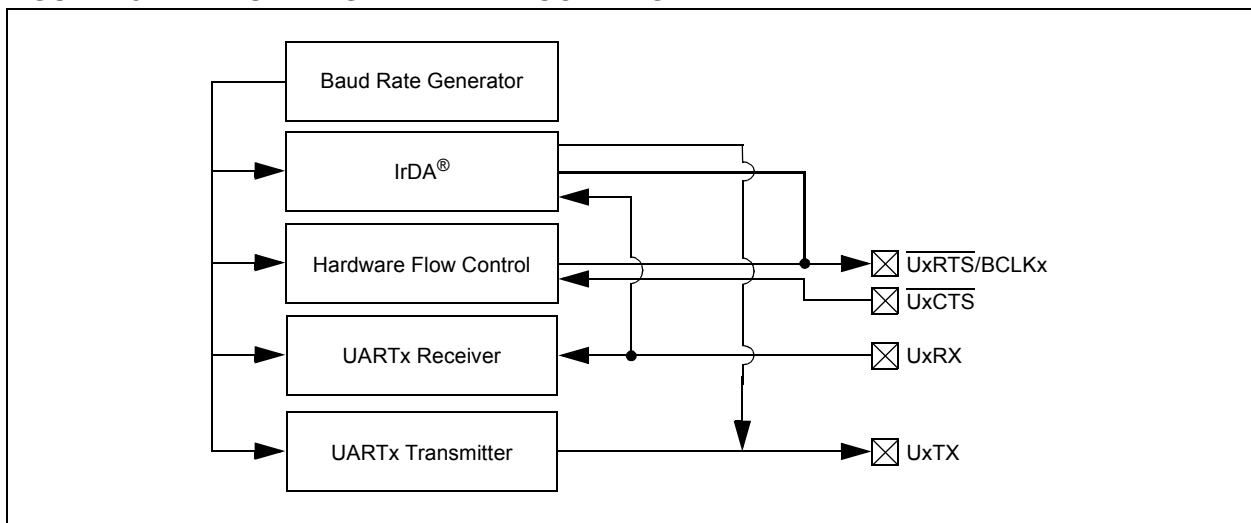 Baud Rate Generator
IrDA®
Hardware Flow Control
UxRTS/BCLKx
UxCTS
UARTx Receiver
UxRX
UARTx Transmitter
UxTX